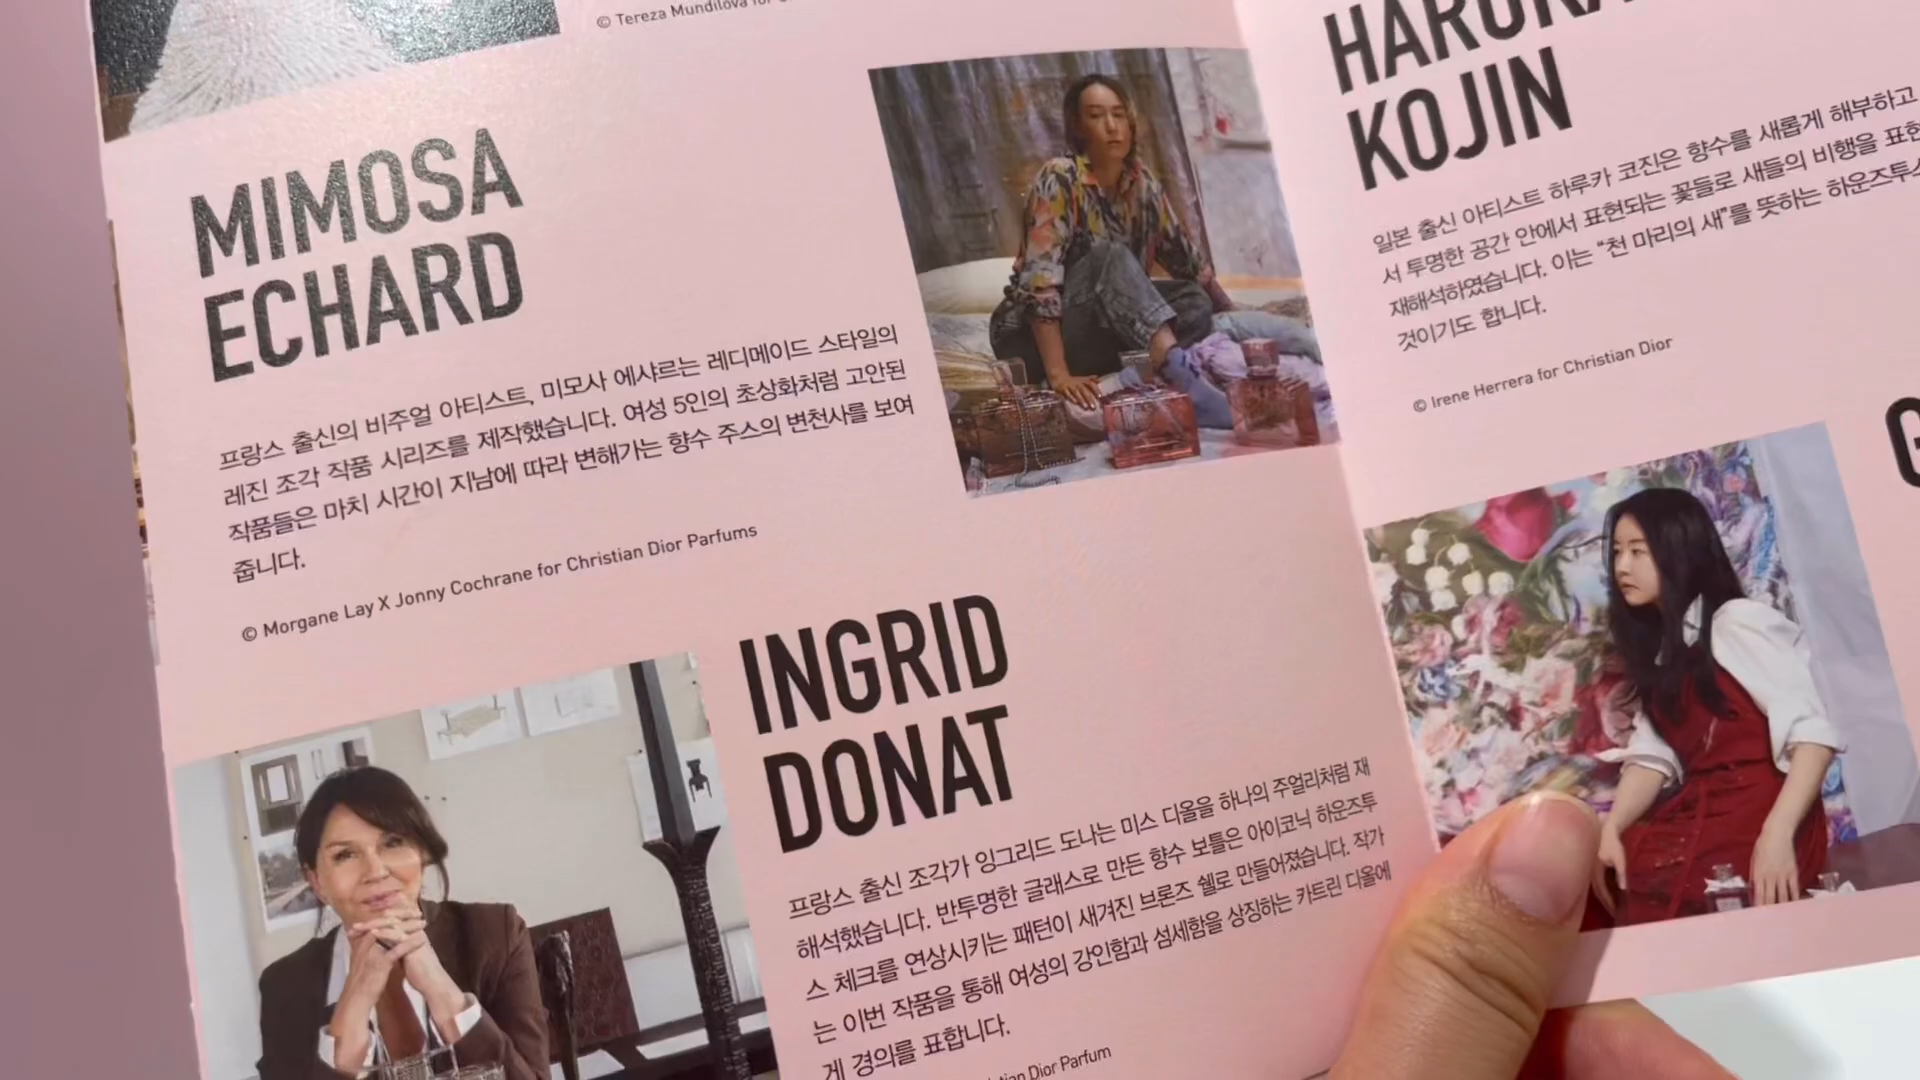 © Tereza Mundilova for
MIMOSA
ECHARD
프랑스 출신의 비주얼 아티스트, 미모사 에샤르는 레디메이드 스타일의
레진 조각 작품 시리즈를 제작했습니다. 여성 5인의 초상화처럼 고안된
작품들은 마치 시간이 지남에 따라 변해가는 향수 주스의 변천사를 보여
줍니다.
© Morgane Lay X Jonny Cochrane for Christian Dior Parfums
INGRID
DONAT
프랑스 출신 조각가 잉그리드 도나는 미스 디올을 하나의 주얼리처럼 재
해석했습니다. 반투명한 글래스로 만든 향수 보틀은 아이코닉 하운즈투
스 체크를 연상시키는 패턴이 새겨진 브론즈 쉘로 만들어졌습니다. 작가
는 이번 작품을 통해 여성의 강인함과 섬세함을 상징하는 카트린 디올에
게 경의를 표합니다.
Dior Parfum
HARUKA
KOJIN
일본 출신 아티스트 하루카 코진은 향수를 새롭게 해부하고
서 투명한 공간 안에서 표현되는 꽃들로 새들의 비행을 표현
재해석하였습니다. 이는 “천 마리의 새”를 뜻하는 하운즈투스
것이기도 합니다.
© Irene Herrera for Christian Dior